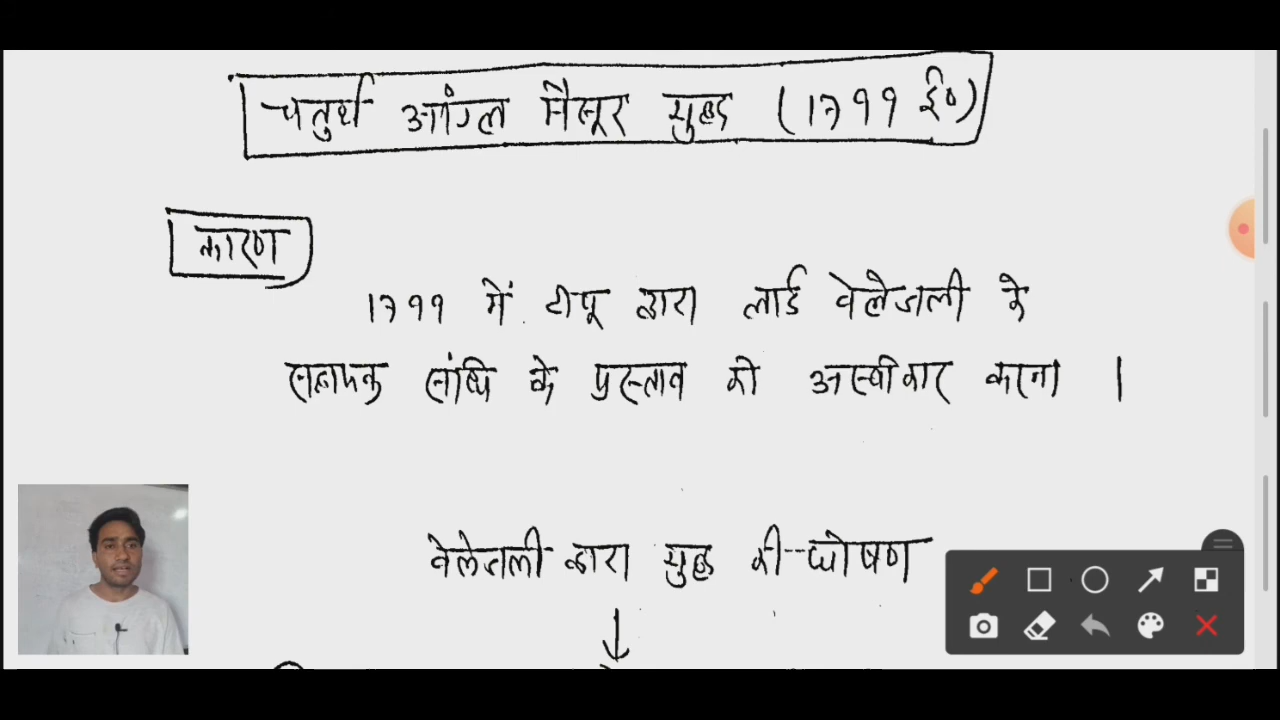 चतुर्थ आंग्ल मैसूर युद्ध (1799 ई०)
कारण
1799 में टीपू द्वारा लार्ड वेलेजली के
सहायक संधि के प्रस्ताव को अस्वीकार करना ।
वेलेजली द्वारा युद्ध की घोषण